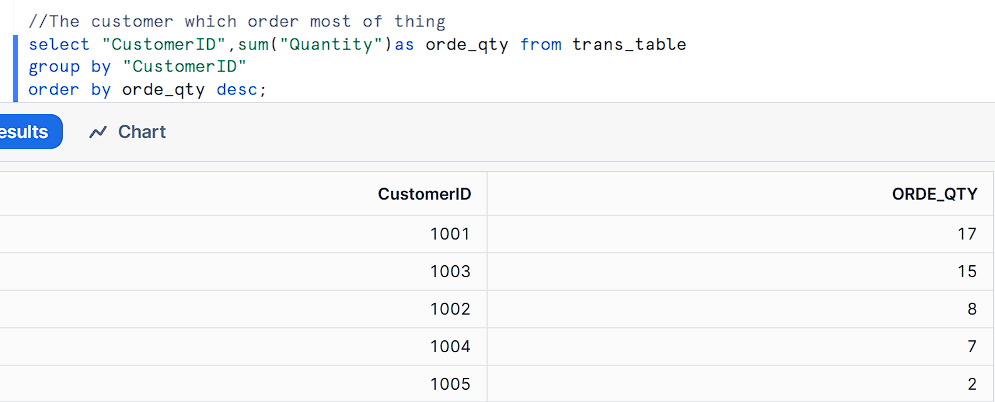 //The customer which order most of thing
select "CustomerID",sum("Quantity")as orde_qty from trans_table
group by "CustomerID"
order by orde_qty desc;
esults Chart
CustomerID ORDE_QTY
1001 17
1003 15
1002 8
1004 7
1005 2